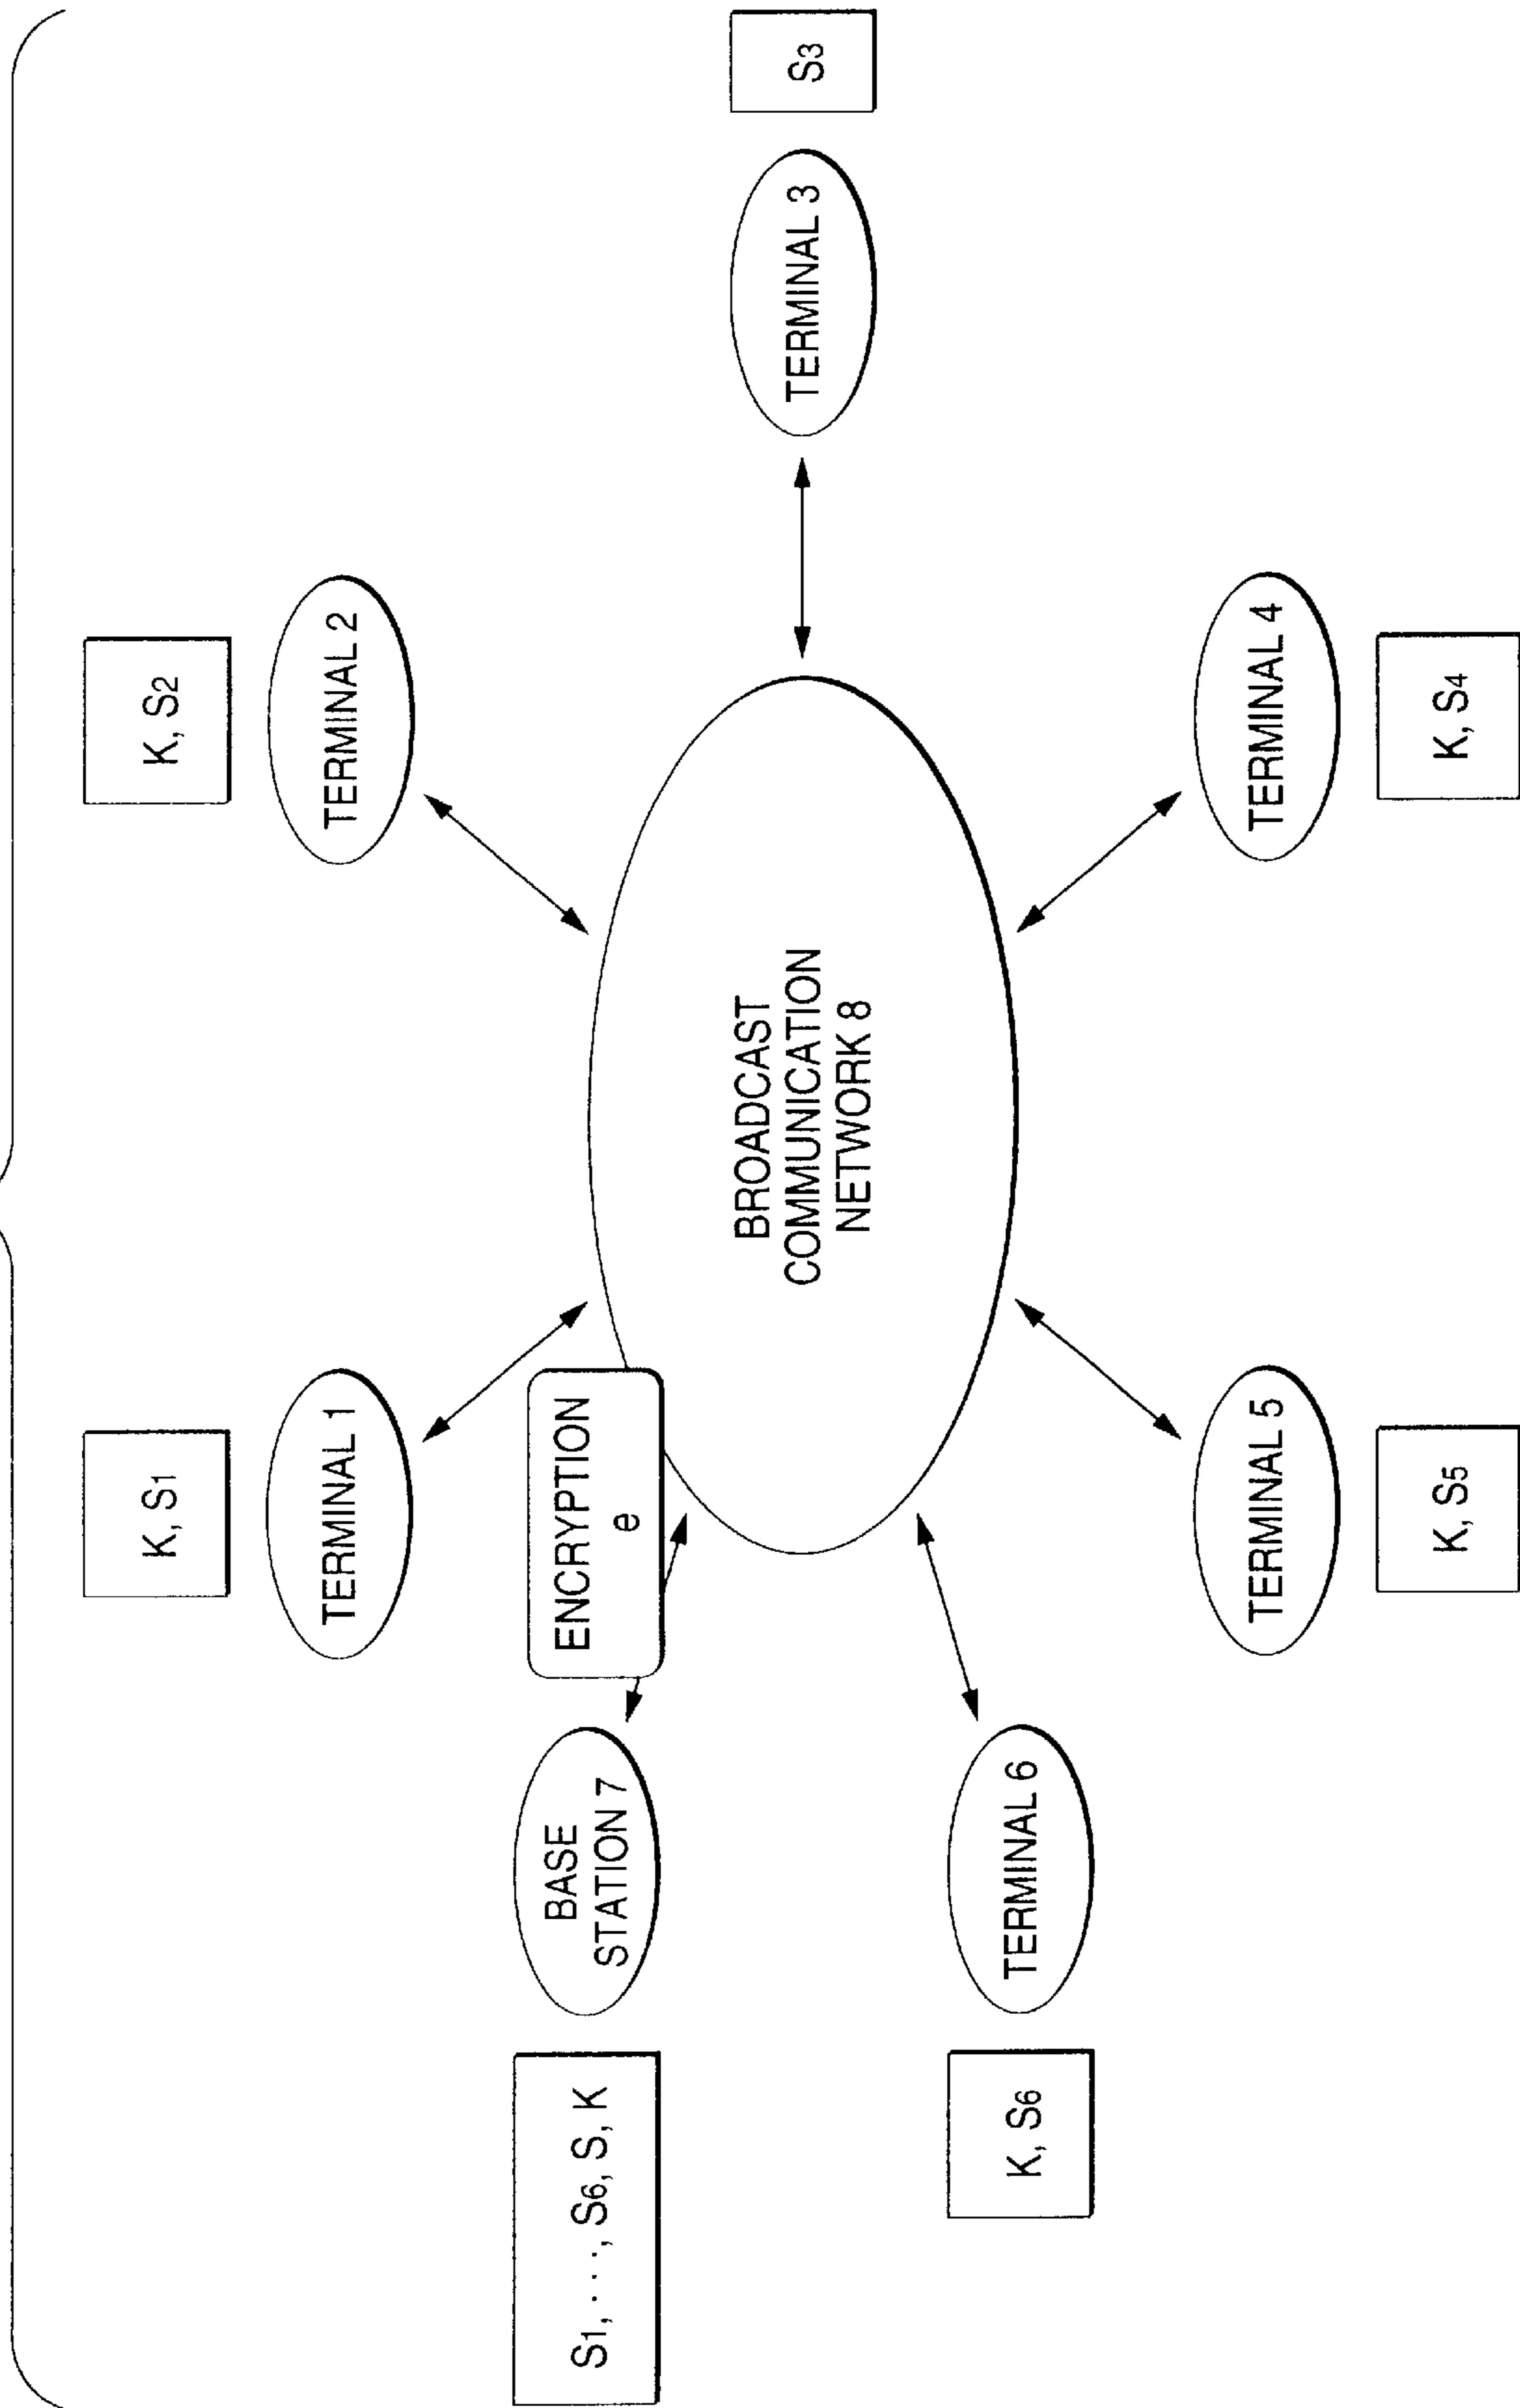 K, S1
TERMINAL 1
K, S2
TERMINAL 2
S1, · · ·, S6, S, K
BASE
STATION 7
ENCRYPTION
e
BROADCAST
COMMUNICATION
NETWORK 8
TERMINAL 3
S3
K, S6
TERMINAL 6
TERMINAL 5
K, S5
TERMINAL 4
K, S4